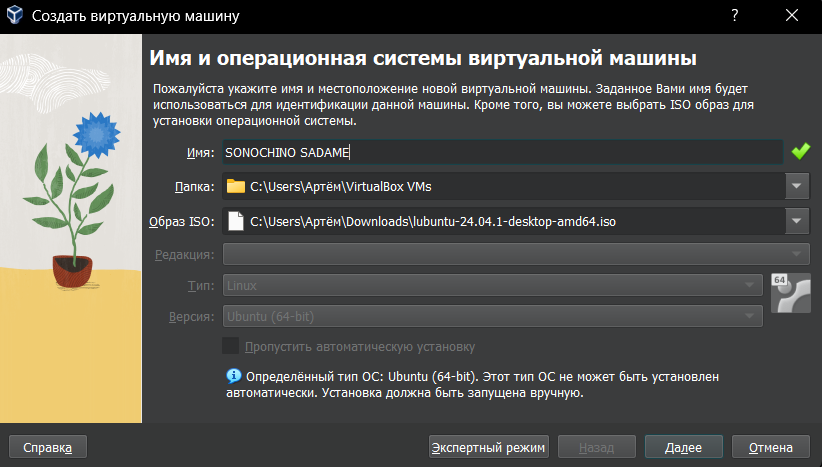 Создать виртуальную машину
?
Имя и операционная системы виртуальной машины
Пожалуйста укажите имя и местоположение новой виртуальной машины. Заданное Вами имя будет
использоваться для идентификации данной машины. Кроме того, вы можете выбрать ISO образ для
установки операционной системы.
Имя: SONOCHINO SADAME
Папка: C:\Users\Артём\VirtualBox VMs
Образ ISO: C:\Users\Артём\Downloads\lubuntu-24.04.1-desktop-amd64.iso
Редакция:
Тип: Linux
64
Версия: Ubuntu (64-bit)
Пропустить автоматическую установку
Определённый тип ОС: Ubuntu (64-bit). Этот тип ОС не может быть установлен
автоматически. Установка должна быть запущена вручную.
Справка Экспертный режим Назад Далее Отмена